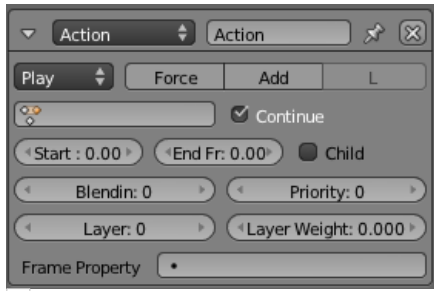 Action Action
Play Force Add L
Continue
Start : 0.00 End Fr: 0.00 Child
Blendin: 0 Priority: 0
Layer: 0 Layer Weight: 0.000
Frame Property